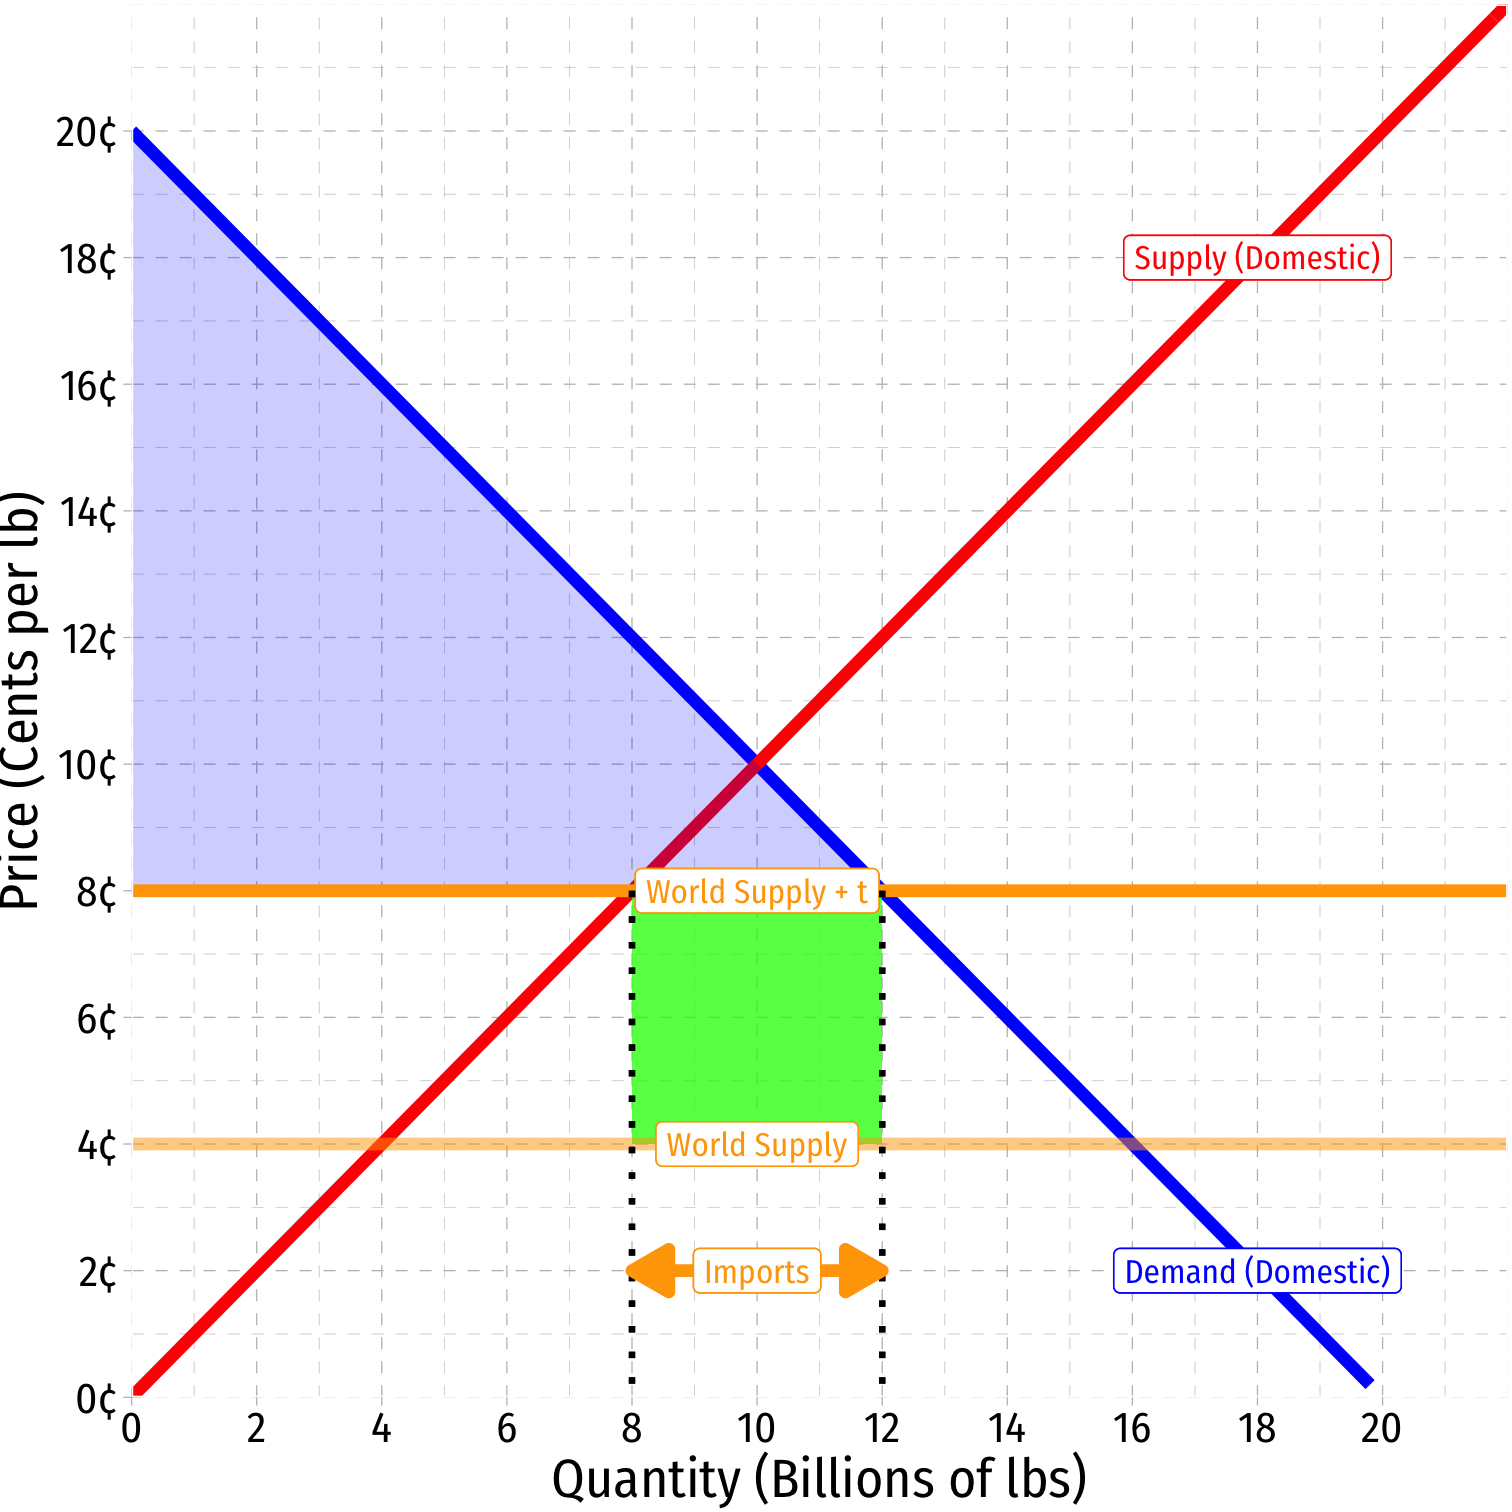 Price (Cents per lb)
20¢
18¢
16¢
14¢
12¢
10¢
8¢
6¢
4¢
2¢
0¢
Supply (Domestic)
World Supply + t
World Supply
Imports
Demand (Domestic)
0 2 4 6 8 10 12 14 16 18 20
Quantity (Billions of lbs)